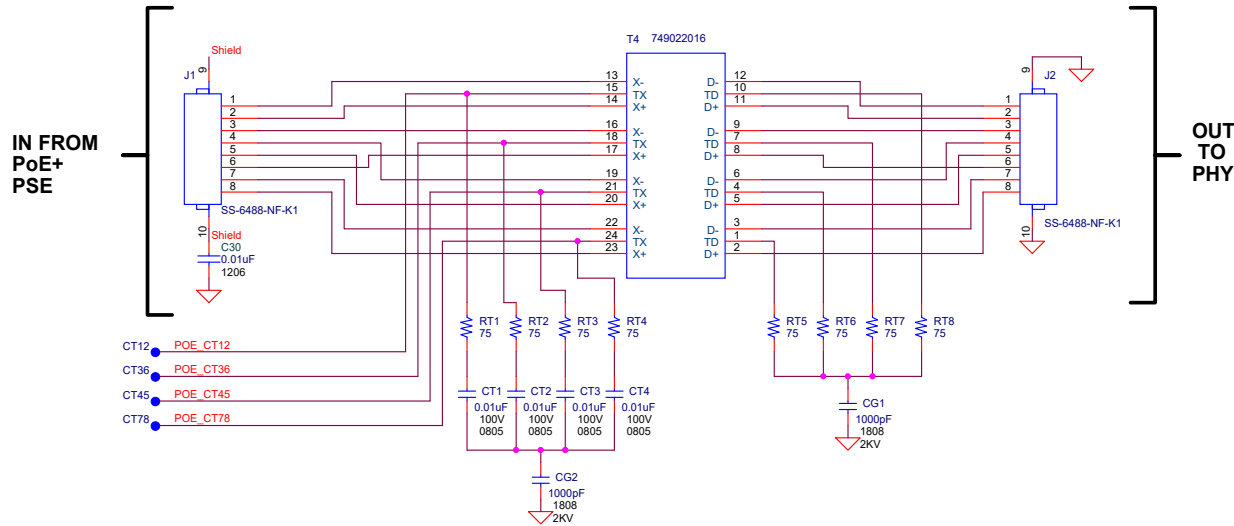 IN FROM
PoE+
PSE
Shield
9
J1
1
2
3
4
5
6
7
8
SS-6488-NF-K1
10
Shield
C30
0.01uF
1206
T4 749022016
13 X- D- 12
15 TX TD 10
14 X+ D+ 11
16 X- D- 9
18 TX TD 7
17 X+ D+ 8
19 X- D- 6
21 TX TD 4
20 X+ D+ 5
22 X- D- 3
24 TX TD 1
23 X+ D+ 2
9
J2
1
2
3
4
5
6
7
8
SS-6488-NF-K1
10
OUT
TO
PHY
RT1
75
RT2
75
RT3
75
RT4
75
RT5
75
RT6
75
RT7
75
RT8
75
CT12 POE_CT12
CT36 POE_CT36
CT45 POE_CT45
CT78 POE_CT78
CT1
0.01uF
100V
0805
CT2
0.01uF
100V
0805
CT3
0.01uF
100V
0805
CT4
0.01uF
100V
0805
CG1
1000pF
1808
2KV
CG2
1000pF
1808
2KV